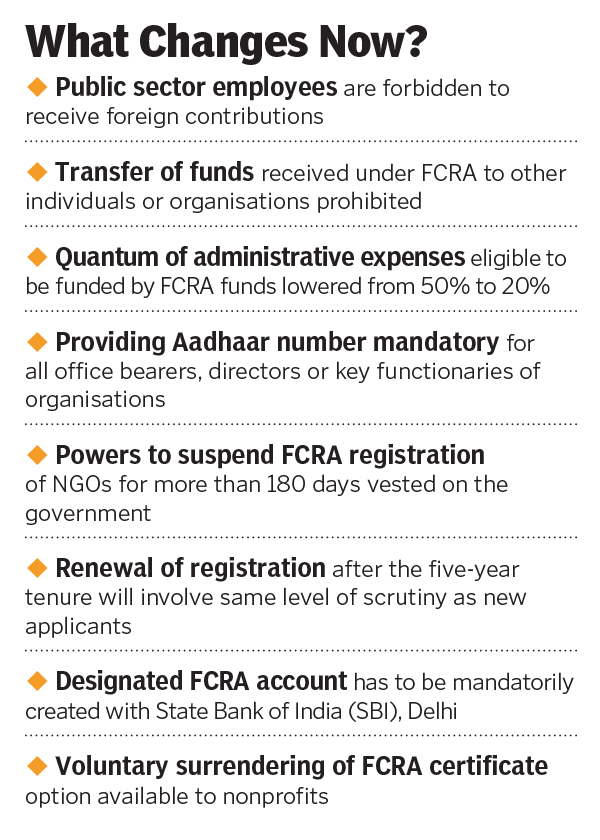 What Changes Now?
Public sector employees are forbidden to
receive foreign contributions
Transfer of funds received under FCRA to other
individuals or organisations prohibited
Quantum of administrative expenses eligible to
be funded by FCRA funds lowered from 50% to 20%
Providing Aadhaar number mandatory for
all office bearers, directors or key functionaries of
organisations
Powers to suspend FCRA registration
of NGOs for more than 180 days vested on the
government
Renewal of registration after the five-year
tenure will involve same level of scrutiny as new
applicants
Designated FCRA account has to be mandatorily
created with State Bank of India (SBI), Delhi
Voluntary surrendering of FCRA certificate
option available to nonprofits